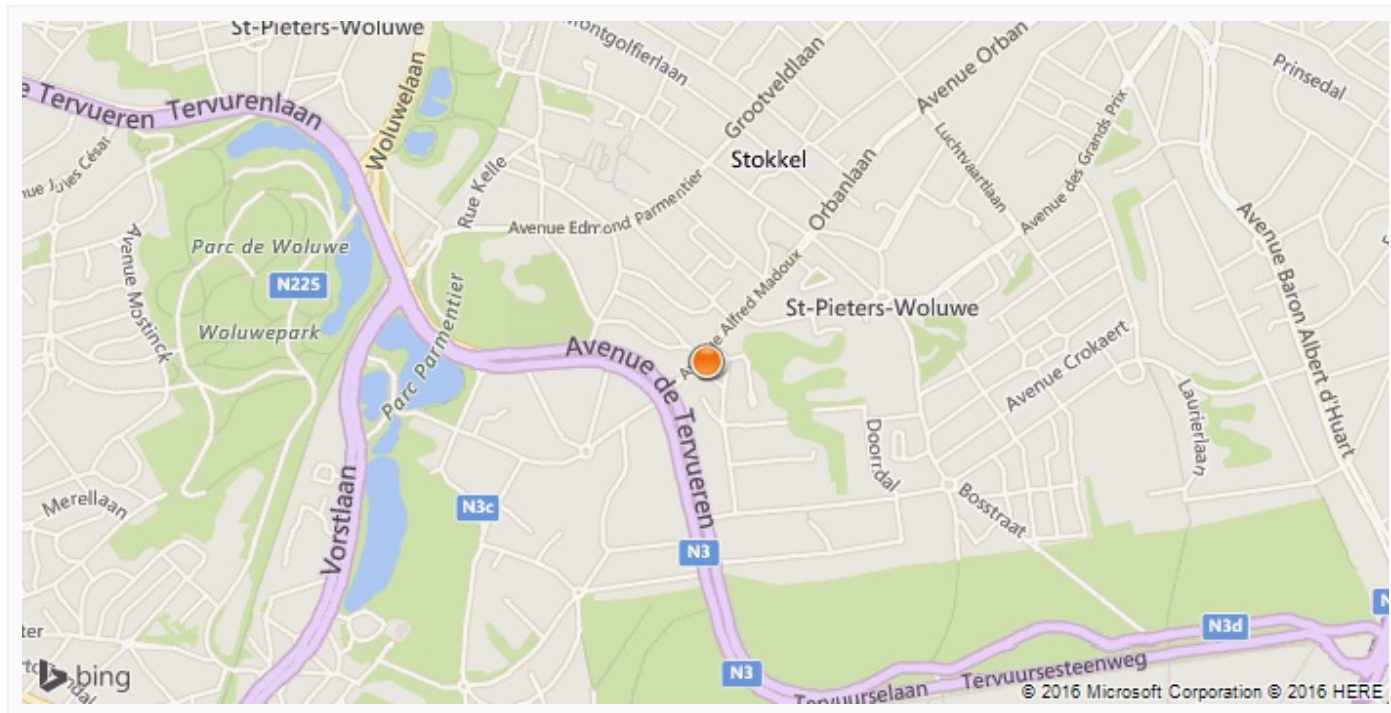 St-Pieters-Woluwe
Montgolfierlaan
Grootveldlaan
Avenue Orban
Prinsedal
Tervueren
Tervurenlaan
Woluwelaan
Stokkel
Luchtvaartlaan
Avenue des Grands Prix
Rue Kelle
Orbanlaan
Avenue Edmond Parmentier
Avenue Mostinck
Parc de Woluwe
N225
Woluwepark
Parc Parmentier
Avenue Alfred Madoux
St-Pieters-Woluwe
Avenue Baron Albert d'Huart
Avenue de Tervueren
Avenue Crokaert
Laurierlaan
Doorndal
Bosstraat
Merellaan
Vorstlaan
N3c
N3
N3d
N3
Tervuurselaan
Tervuursesteenweg
bing
© 2016 Microsoft Corporation © 2016 HERE